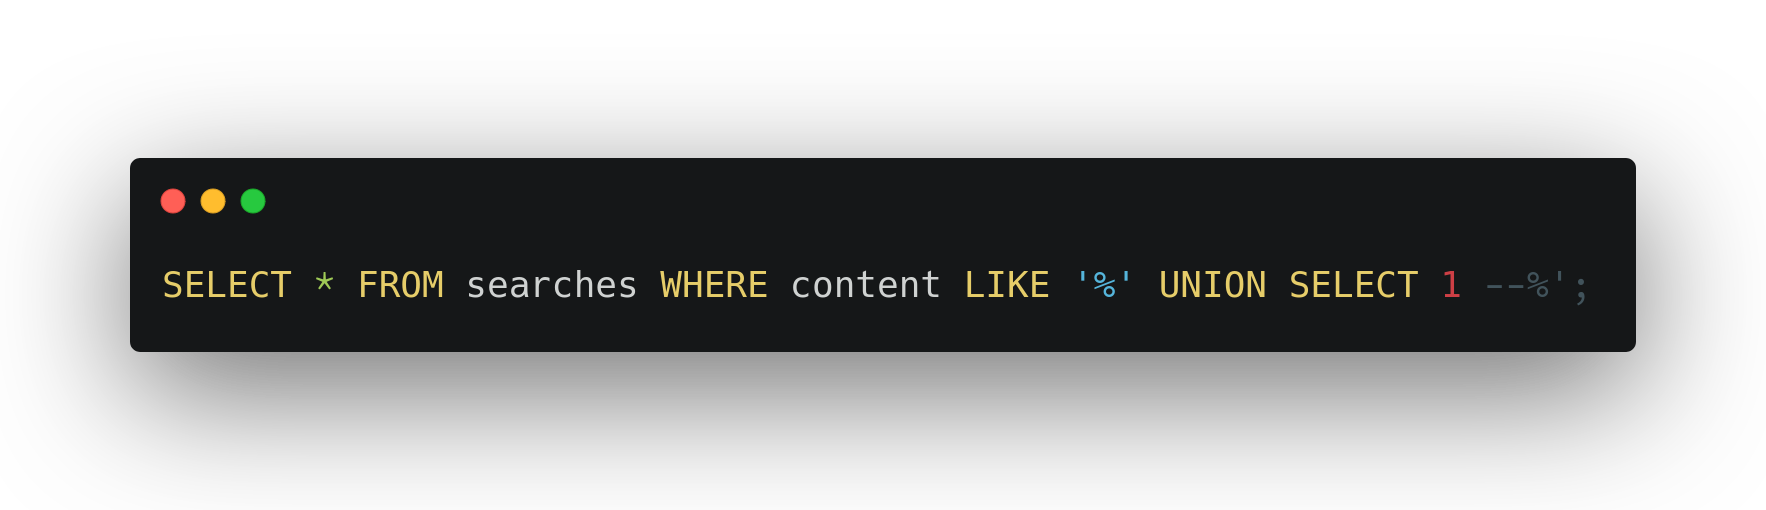 SELECT * FROM searches WHERE content LIKE '%' UNION SELECT 1 --%';